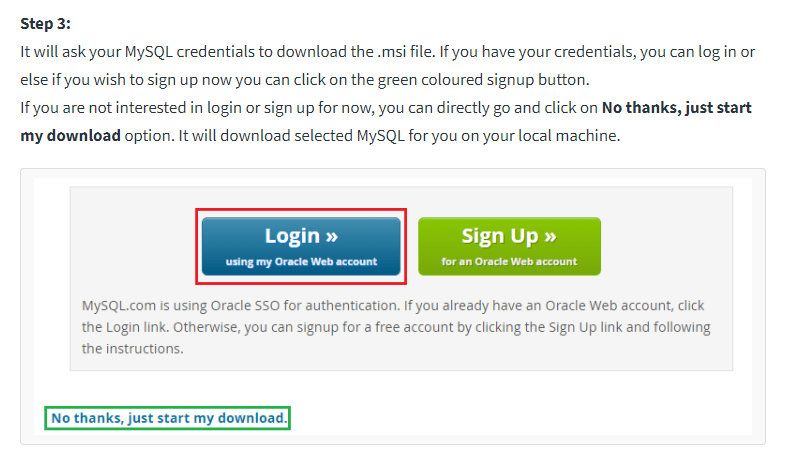 Step 3:
It will ask your MySQL credentials to download the .msi file. If you have your credentials, you can log in or
else if you wish to sign up now you can click on the green coloured signup button.
If you are not interested in login or sign up for now, you can directly go and click on No thanks, just start
my download option. It will download selected MySQL for you on your local machine.
Login »
using my Oracle Web account
Sign Up »
for an Oracle Web account
MySQL.com is using Oracle SSO for authentication. If you already have an Oracle Web account, click
the Login link. Otherwise, you can signup for a free account by clicking the Sign Up link and following
the instructions.
No thanks, just start my download.